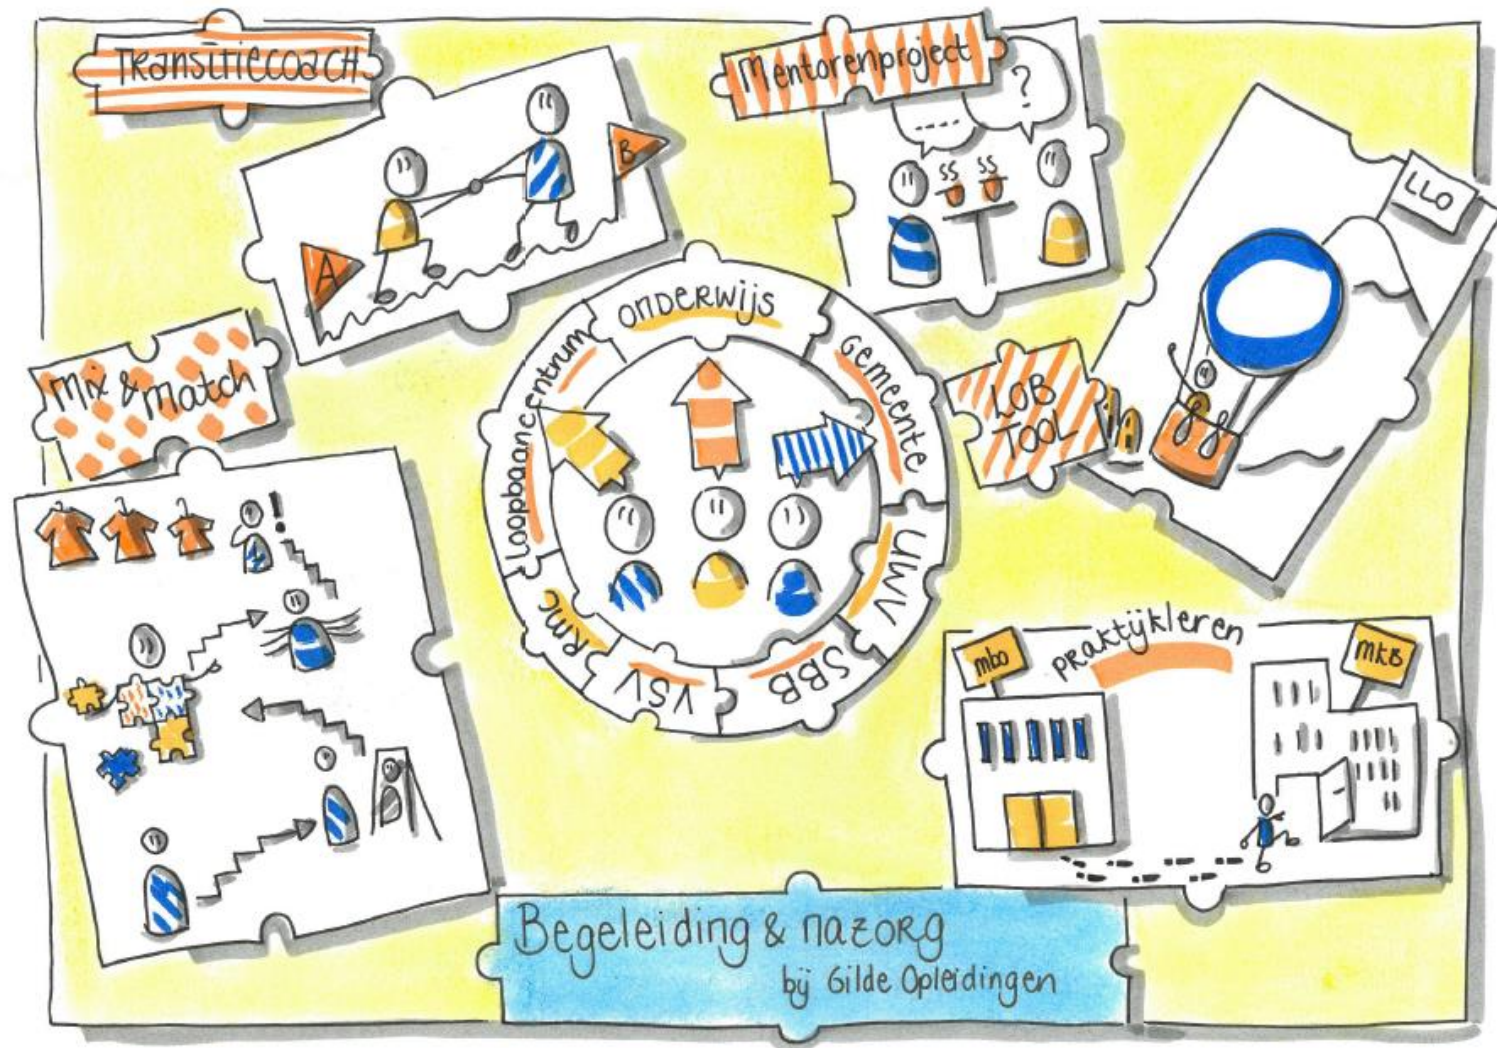 Transitiecoach
Mentorenproject
?
A
B
LLO
Mix & Match
onderwijs
Gemeente
UWV
SBB
VSV
RMC
Loopbaancentrum
LOB
TOOL
!
mbo
praktijkleren
MKB
Begeleiding & nazorg
bij Gilde Opleidingen